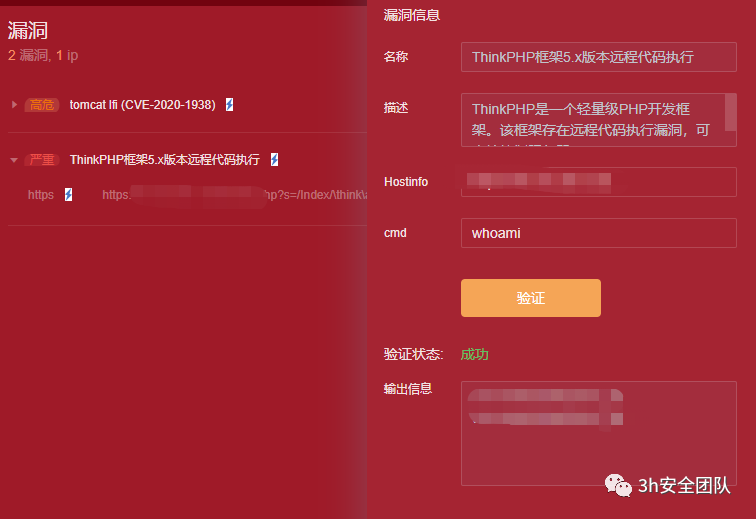 漏洞
2 漏洞, 1 ip
高危 tomcat lfi (CVE-2020-1938)
严重 ThinkPHP框架5.x版本远程代码执行
https https: hp?s=/Index/\think\a
漏洞信息
名称 ThinkPHP框架5.x版本远程代码执行
描述 ThinkPHP是一个轻量级PHP开发框
架。该框架存在远程代码执行漏洞，可
Hostinfo
cmd whoami
验证
验证状态: 成功
输出信息
3h安全团队